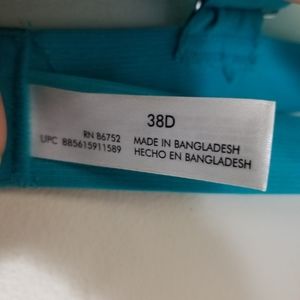 38D
RN 86752 MADE IN BANGLADESH
UPC 885615911589 HECHO EN BANGLADESH